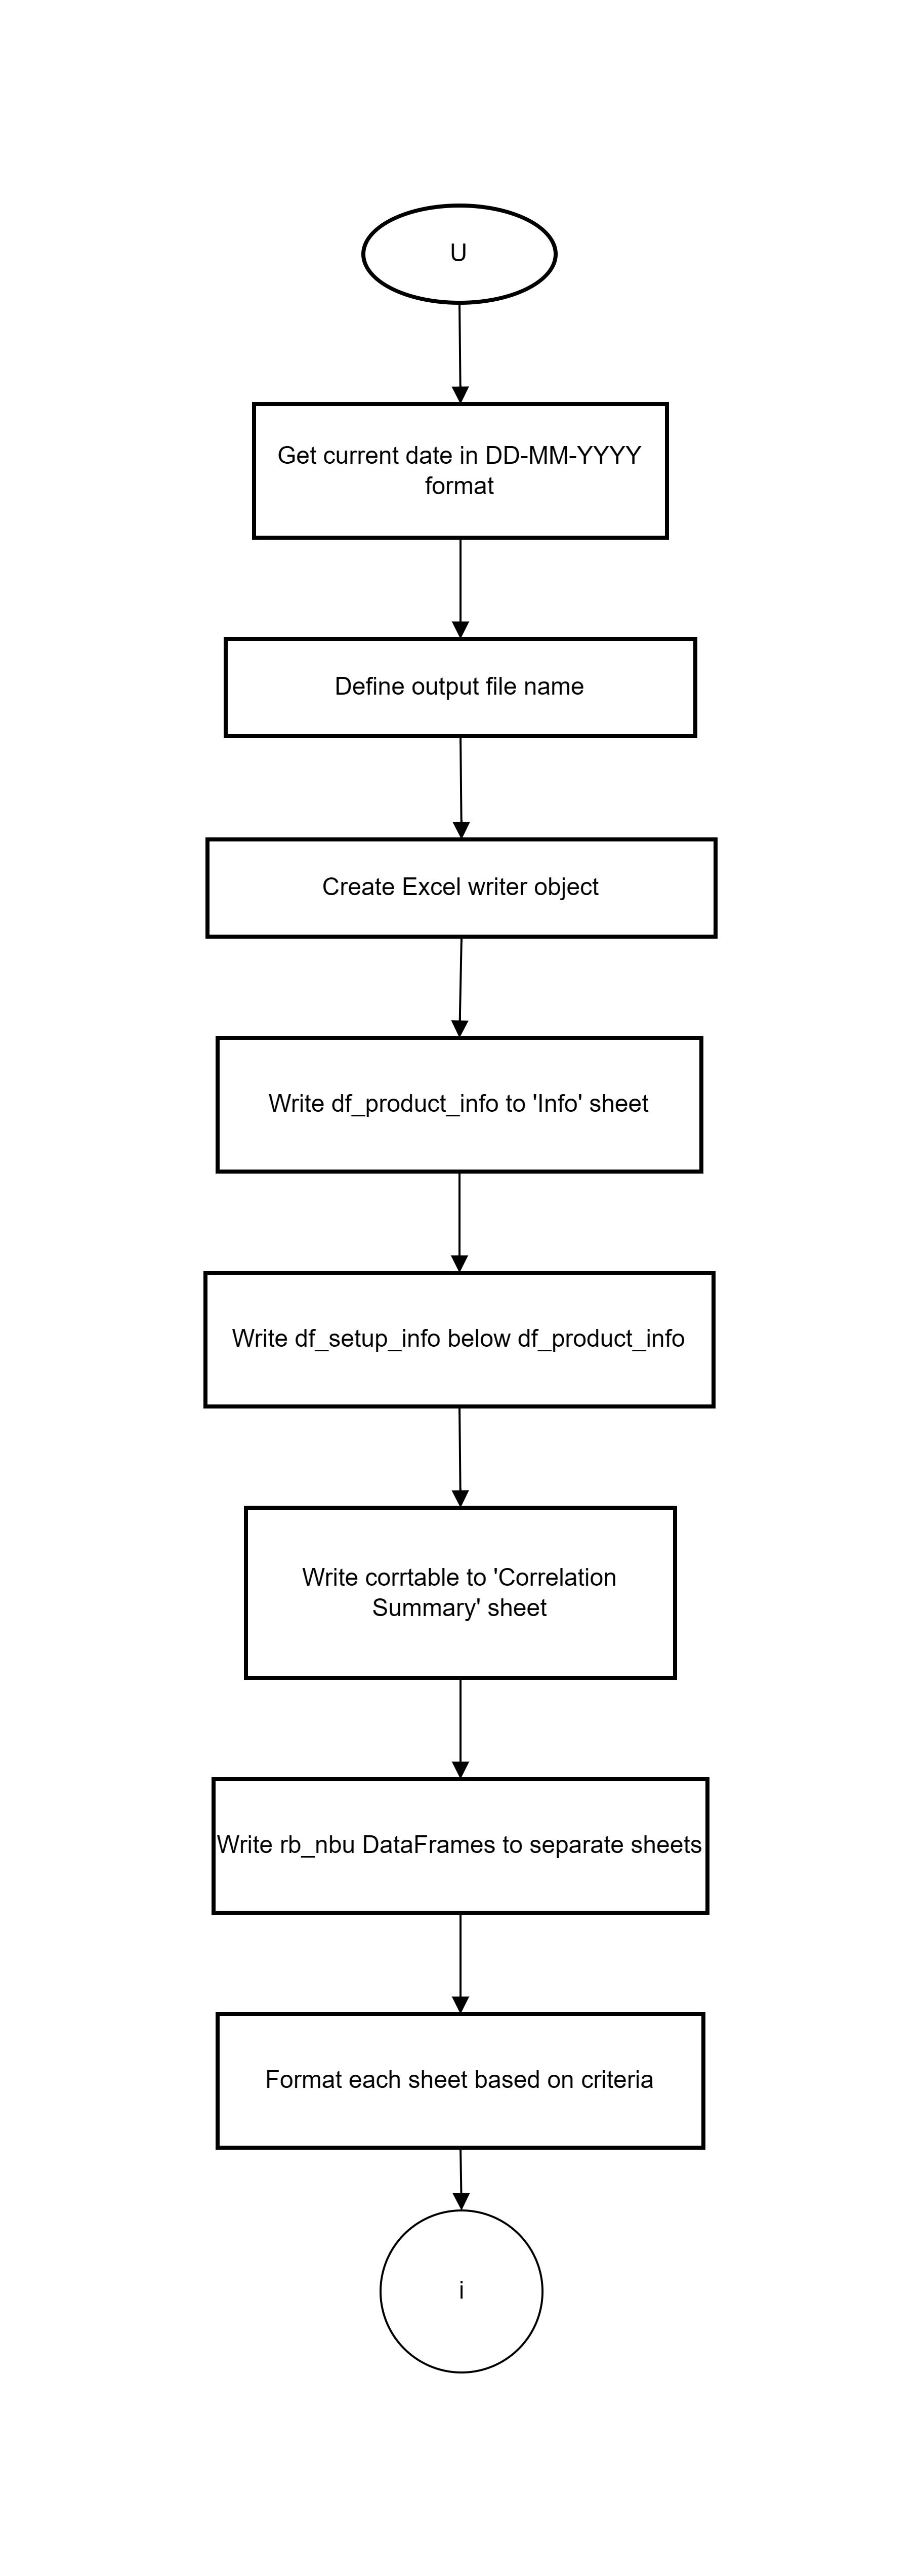 U
Get current date in DD-MM-YYYY
format
Define output file name
Create Excel writer object
Write df_product_info to 'Info' sheet
Write df_setup_info below df_product_info
Write corrtable to 'Correlation
Summary' sheet
Write rb_nbu DataFrames to separate sheets
Format each sheet based on criteria
i